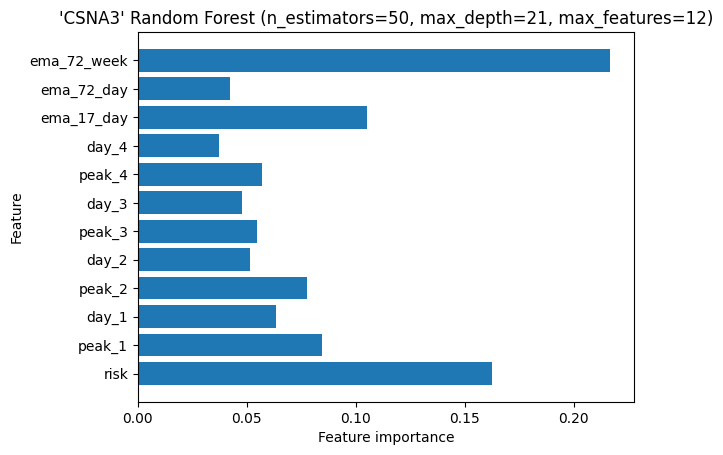 'CSNA3' Random Forest (n_estimators=50, max_depth=21, max_features=12)
ema_72_week
ema_72_day
ema_17_day
day_4
peak_4
day_3
peak_3
day_2
peak_2
day_1
peak_1
risk
Feature
0.00 0.05 0.10 0.15 0.20
Feature importance